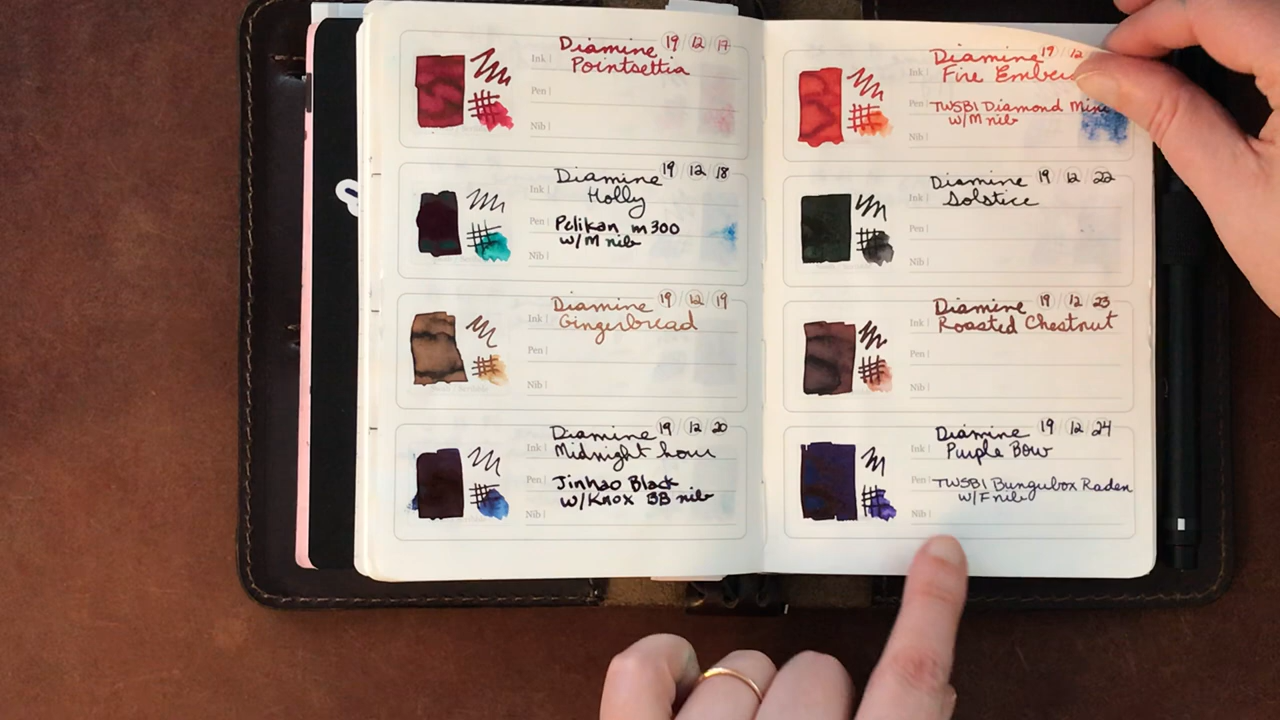 Diamine 19 12 17
Ink | Pointsettia
Pen |
Nib |
Diamine 19 12 18
Ink | Holly
Pen | Pelikan m300
w/M nib
Nib |
Diamine 19 12 19
Ink | Gingerbread
Pen |
Nib |
Diamine 19 12 20
Ink | Midnight hour
Pen | Jinhao Black
w/Knox BB nib
Nib |
Diamine 19 12
Ink | Fire Ember
Pen | TWSBI Diamond Mini
w/M nib
Nib |
Diamine 19 12 22
Ink | Solstice
Pen |
Nib |
Diamine 19 12 23
Ink | Roasted Chestnut
Pen |
Nib |
Diamine 19 12 24
Ink | Purple Bow
Pen | TWSBI Bungubox Raden
w/F nib
Nib |